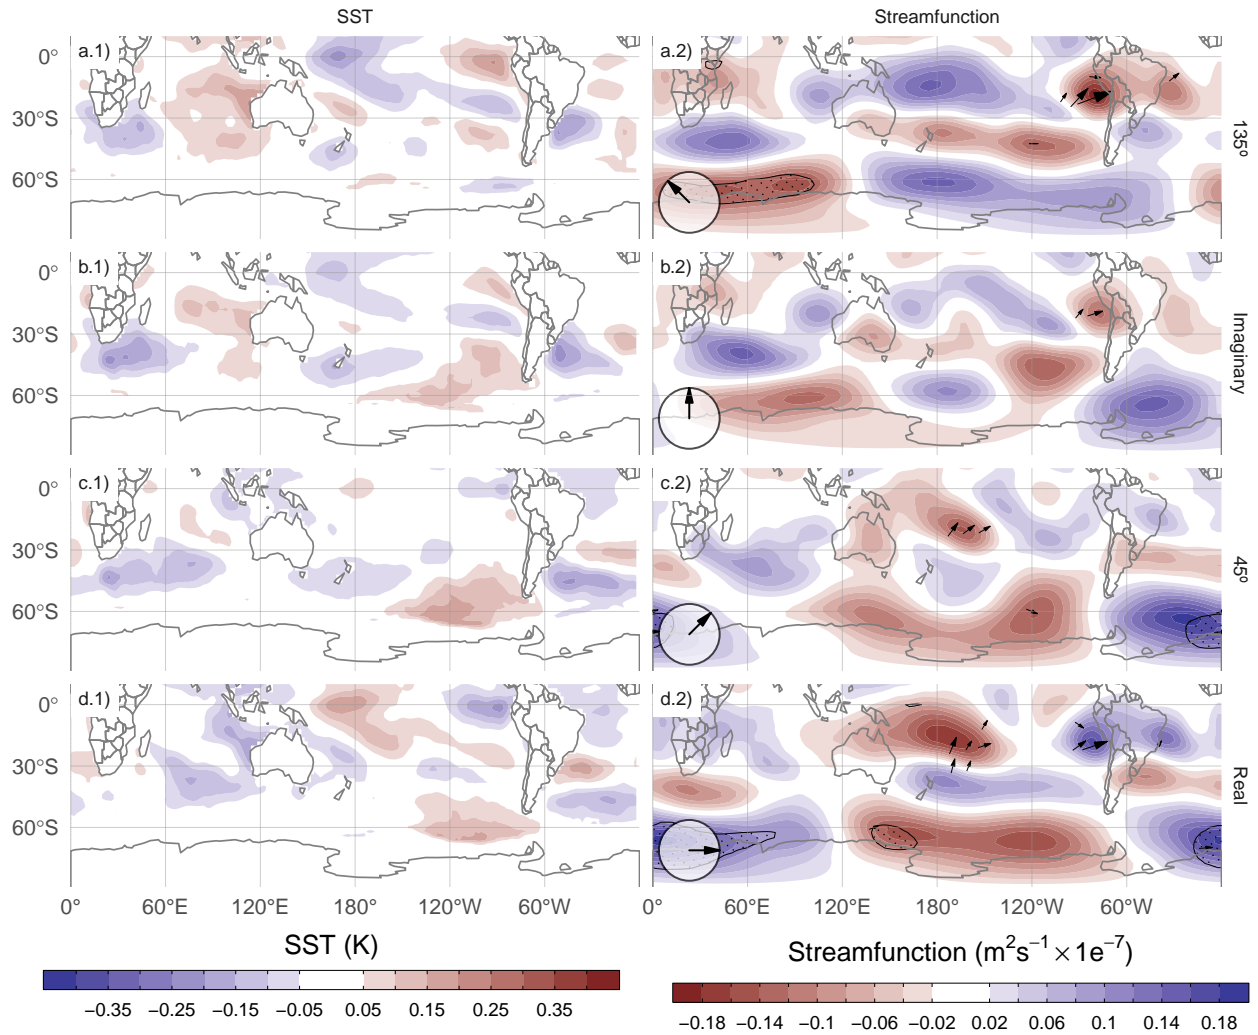 SST
Streamfunction
a.1)
a.2)
0°
30°S
60°S
135º
b.1)
b.2)
0°
30°S
60°S
Imaginary
c.1)
c.2)
0°
30°S
60°S
45º
d.1)
d.2)
0°
30°S
60°S
Real
0° 60°E 120°E 180° 120°W 60°W
0° 60°E 120°E 180° 120°W 60°W
SST (K)
−0.35 −0.25 −0.15 −0.05 0.05 0.15 0.25 0.35
Streamfunction (m²s⁻¹ × 1e⁻⁷)
−0.18 −0.14 −0.1 −0.06 −0.02 0.02 0.06 0.1 0.14 0.18